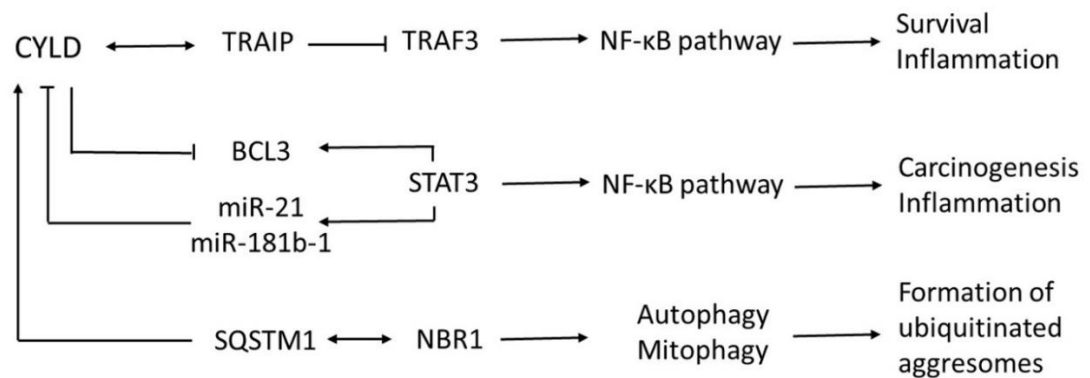 CYLD TRAIP TRAF3 NF-κB pathway Survival
Inflammation
BCL3
STAT3 NF-κB pathway Carcinogenesis
Inflammation
miR-21
miR-181b-1
SQSTM1 NBR1 Autophagy
Mitophagy
Formation of
ubiquitinated
aggresomes